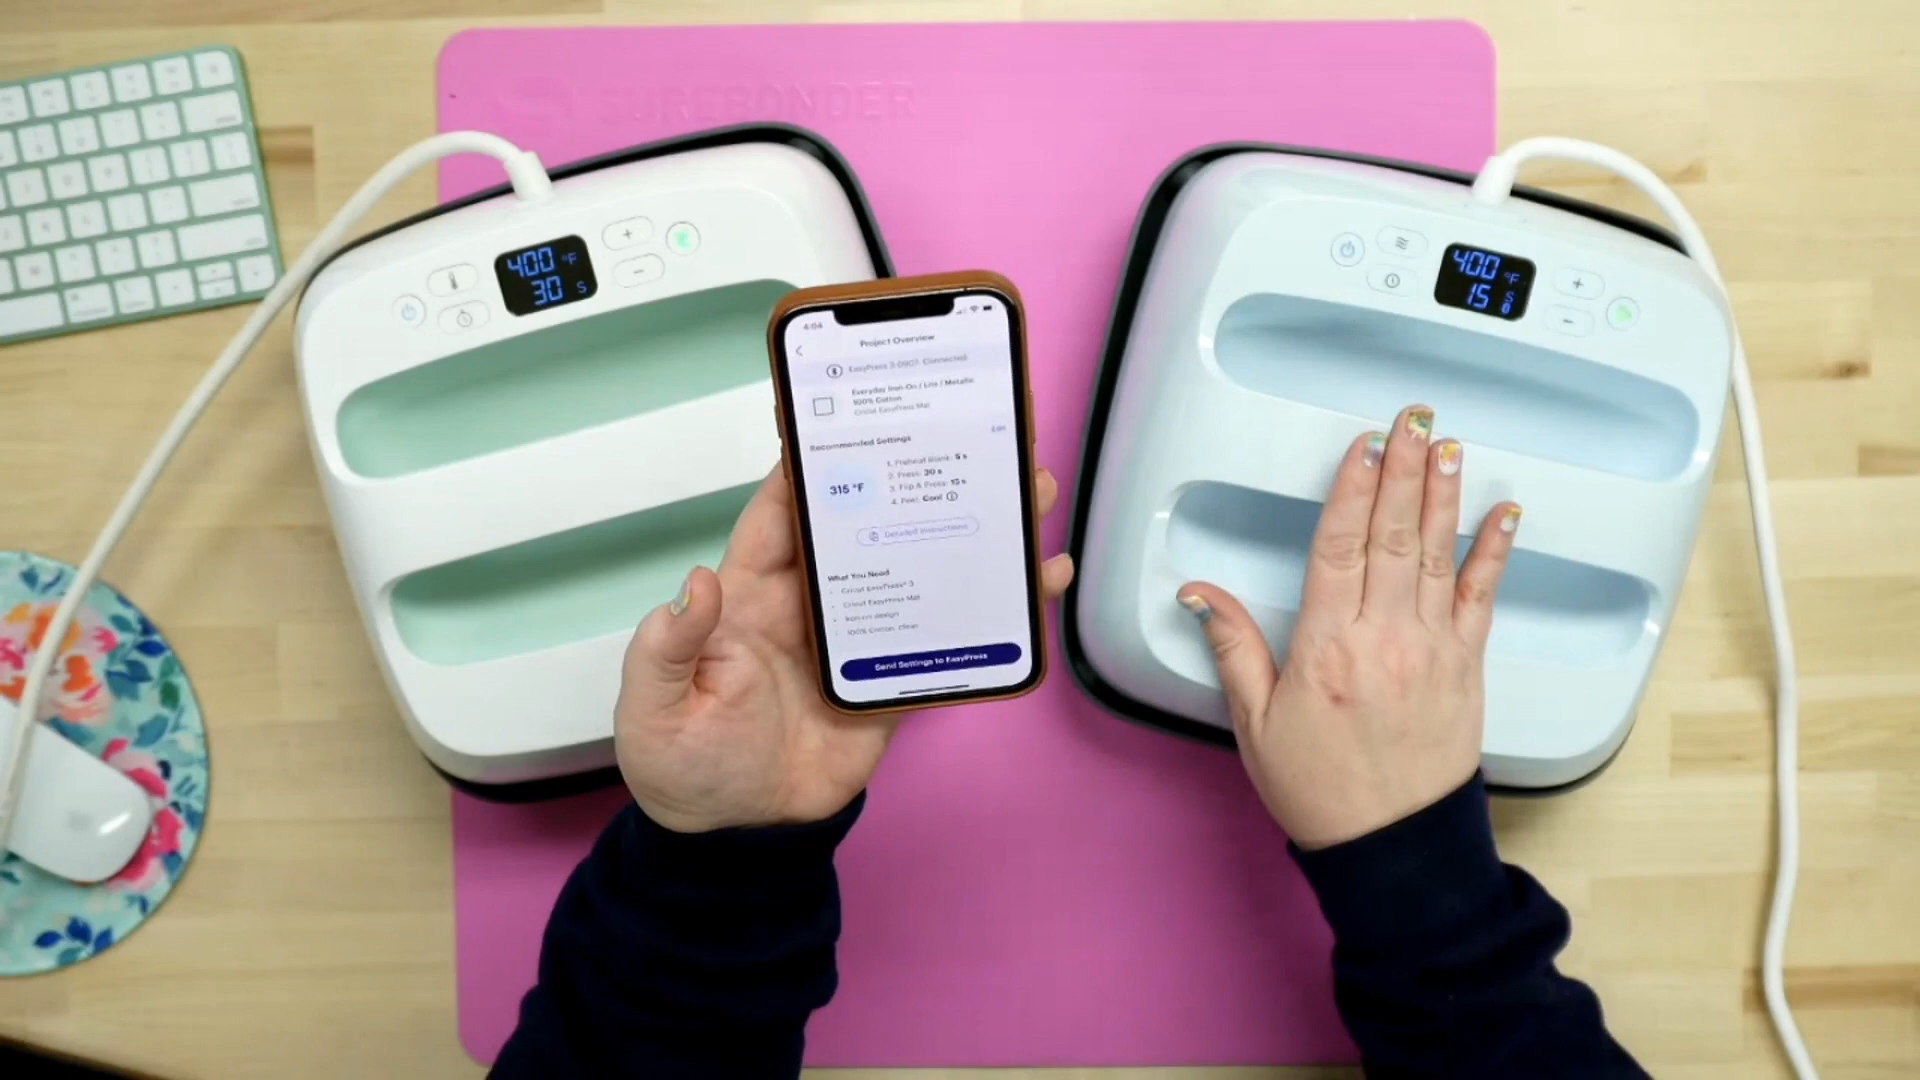 SUREBONDER
400 °F
30 S
400 °F
15 S
4:04
Project Overview
EasyPress 3-0907: Connected
Everyday Iron-On / Lite / Metallic
100% Cotton
Cricut EasyPress Mat
Recommended Settings
Edit
315 °F
1. Preheat Blank: 5 s
2. Press: 30 s
3. Flip & Press: 15 s
4. Peel: Cool
Detailed Instructions
What You Need
Cricut EasyPress® 3
Cricut EasyPress Mat
Iron-on design
100% Cotton, clean
Send Settings to EasyPress